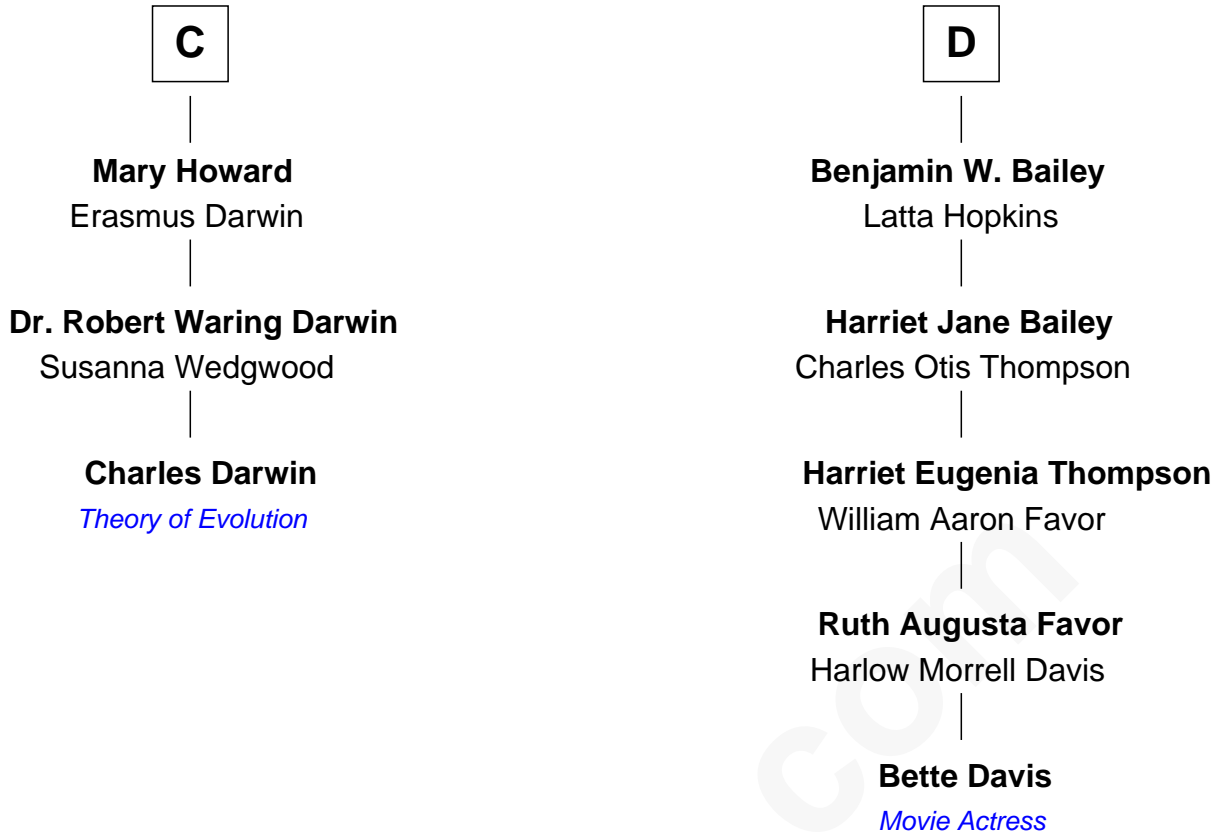 C
Mary Howard
Erasmus Darwin
Dr. Robert Waring Darwin
Susanna Wedgwood
Charles Darwin
Theory of Evolution
D
Benjamin W. Bailey
Latta Hopkins
Harriet Jane Bailey
Charles Otis Thompson
Harriet Eugenia Thompson
William Aaron Favor
Ruth Augusta Favor
Harlow Morrell Davis
Bette Davis
Movie Actress
com